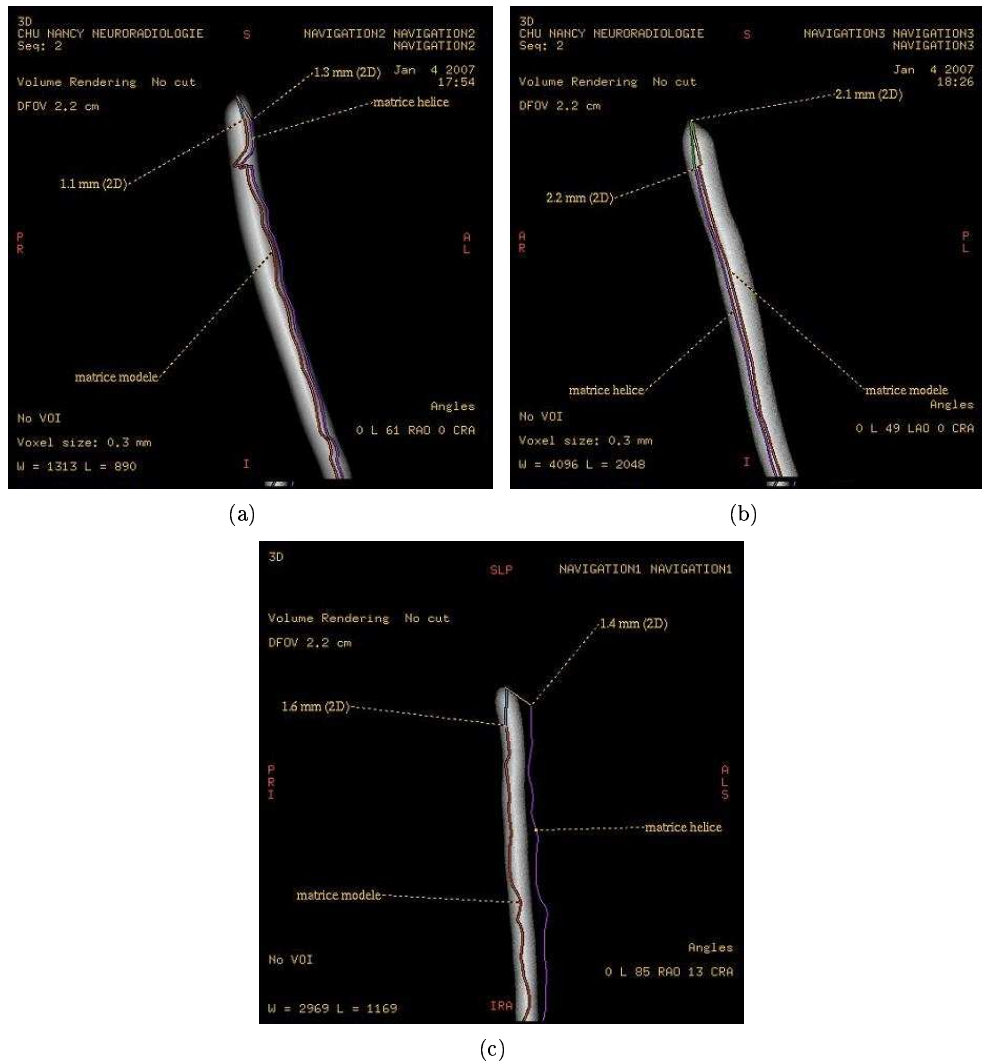 3D
CHU NANCY NEURORADIOLOGIE S NAVIGATION2 NAVIGATION2
Seq: 2 NAVIGATION2
Jan 4 2007
1.3 mm (2D)
17:54
Volume Rendering No cut
matrice helice
DFOV 2.2 cm
1.1 mm (2D)
P
R
A
L
matrice modele
Angles
No VOI
0 L 61 RAO 0 CRA
Voxel size: 0.3 mm
W = 1313 L = 890 I
(a)
3D
CHU NANCY NEURORADIOLOGIE S NAVIGATION3 NAVIGATION3
Seq: 2 NAVIGATION3
Jan 4 2007
Volume Rendering No cut 18:26
2.1 mm (2D)
DFOV 2.2 cm
2.2 mm (2D)
A
R
P
L
matrice helice matrice modele
Angles
No VOI
0 L 49 LAO 0 CRA
Voxel size: 0.3 mm
W = 4096 L = 2048 I
(b)
3D
SLP NAVIGATION1 NAVIGATION1
Volume Rendering No cut
1.4 mm (2D)
DFOV 2.2 cm
1.6 mm (2D)
P
R
I
A
L
S
matrice helice
matrice modele
Angles
No VOI
0 L 85 RAO 13 CRA
W = 2969 L = 1169 IRA
(c)